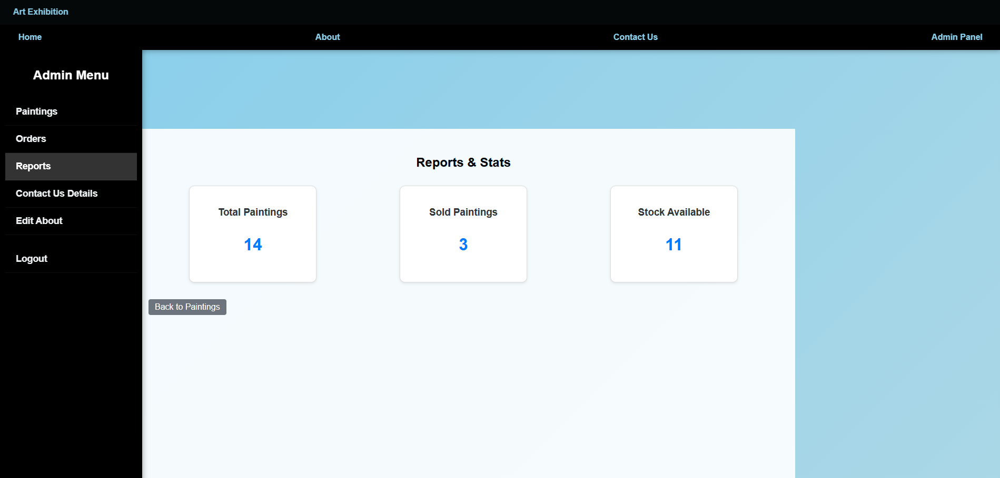 Art Exhibition
Home About Contact Us Admin Panel
Admin Menu
Paintings
Orders
Reports
Contact Us Details
Edit About
Logout
Reports & Stats
Total Paintings
14
Sold Paintings
3
Stock Available
11
Back to Paintings